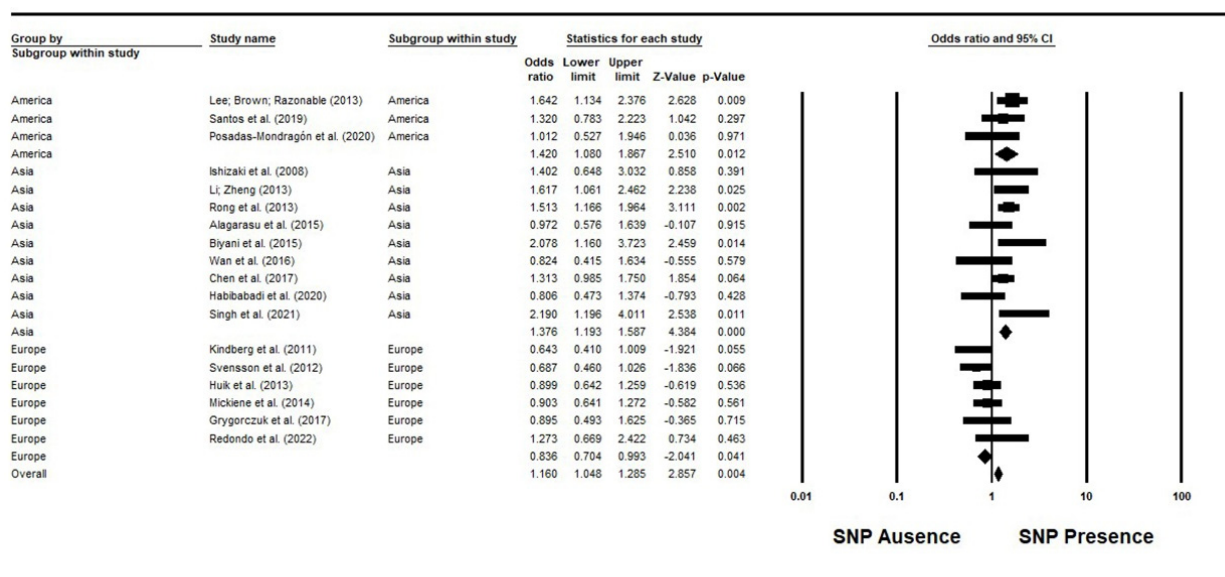 Group by Study name Subgroup within study Statistics for each study Odds ratio and 95% CI
Subgroup within study
Odds Lower Upper
ratio limit limit Z-Value p-Value
America Lee; Brown; Razonable (2013) America 1.642 1.134 2.376 2.628 0.009
America Santos et al. (2019) America 1.320 0.783 2.223 1.042 0.297
America Posadas-Mondragón et al. (2020) America 1.012 0.527 1.946 0.036 0.971
America 1.420 1.080 1.867 2.510 0.012
Asia Ishizaki et al. (2008) Asia 1.402 0.648 3.032 0.858 0.391
Asia Li; Zheng (2013) Asia 1.617 1.061 2.462 2.238 0.025
Asia Rong et al. (2013) Asia 1.513 1.166 1.964 3.111 0.002
Asia Alagarasu et al. (2015) Asia 0.972 0.576 1.639 -0.107 0.915
Asia Biyani et al. (2015) Asia 2.078 1.160 3.723 2.459 0.014
Asia Wan et al. (2016) Asia 0.824 0.415 1.634 -0.555 0.579
Asia Chen et al. (2017) Asia 1.313 0.985 1.750 1.854 0.064
Asia Habibabadi et al. (2020) Asia 0.806 0.473 1.374 -0.793 0.428
Asia Singh et al. (2021) Asia 2.190 1.196 4.011 2.538 0.011
Asia 1.376 1.193 1.587 4.384 0.000
Europe Kindberg et al. (2011) Europe 0.643 0.410 1.009 -1.921 0.055
Europe Svensson et al. (2012) Europe 0.687 0.460 1.026 -1.836 0.066
Europe Huik et al. (2013) Europe 0.899 0.642 1.259 -0.619 0.536
Europe Mickiene et al. (2014) Europe 0.903 0.641 1.272 -0.582 0.561
Europe Grygorczuk et al. (2017) Europe 0.895 0.493 1.625 -0.365 0.715
Europe Redondo et al. (2022) Europe 1.273 0.669 2.422 0.734 0.463
Europe 0.836 0.704 0.993 -2.041 0.041
Overall 1.160 1.048 1.285 2.857 0.004
0.01 0.1 1 10 100
SNP Ausence SNP Presence